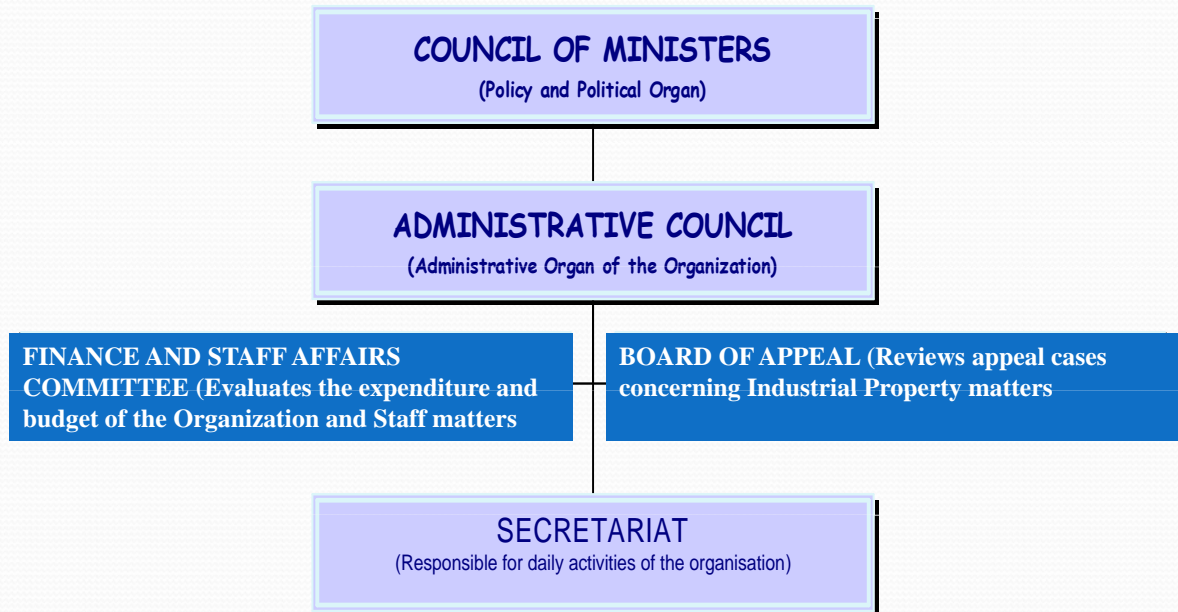 COUNCIL OF MINISTERS
(Policy and Political Organ)
ADMINISTRATIVE COUNCIL
(Administrative Organ of the Organization)
FINANCE AND STAFF AFFAIRS
COMMITTEE (Evaluates the expenditure and
budget of the Organization and Staff matters
BOARD OF APPEAL (Reviews appeal cases
concerning Industrial Property matters
SECRETARIAT
(Responsible for daily activities of the organisation)